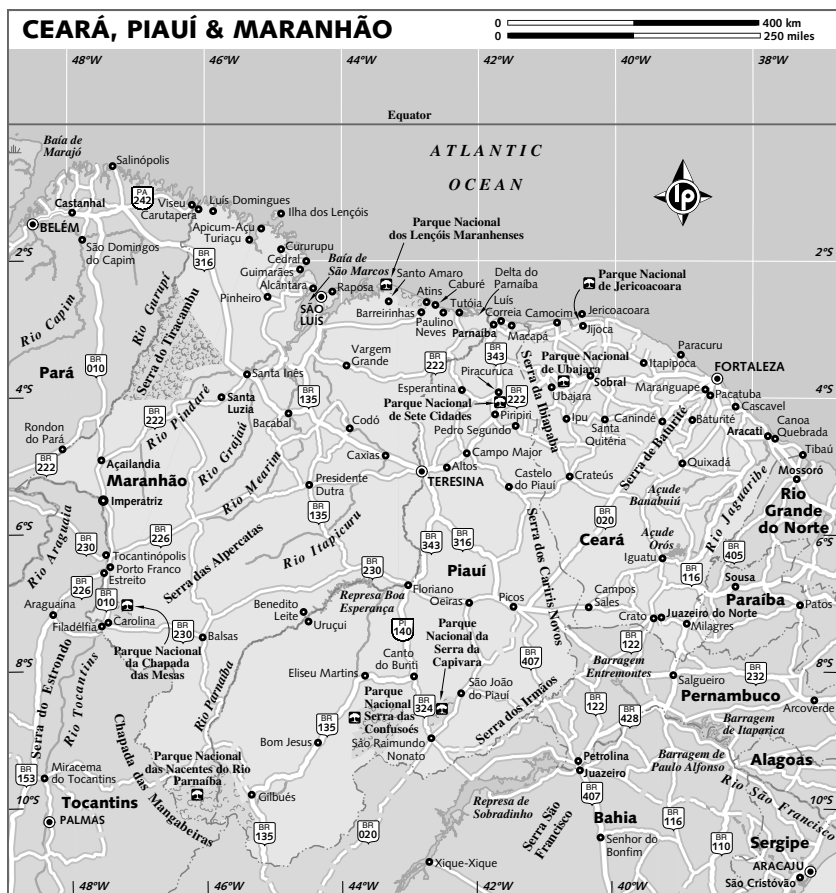 CEARÁ, PIAUÍ & MARANHÃO
0 400 km
0 250 miles
48°W 46°W 44°W 42°W 40°W 38°W
Equator
Baía de
Marajó
Salinópolis
ATLANTIC
OCEAN
lp
PA
242
Castanhal
Viseu
Luís Domingues
Carutapera
Ilha dos Lençóis
BELÉM
Apicum-Açu
Turiaçu
Parque Nacional
dos Lençóis Maranhenses
São Domingos
do Capim
BR
316
Cururupu
Cedral
Guimarães
Baía de
São Marcos
2°S
2°S
Santo Amaro
Delta do
Parnaíba
Parque Nacional
de Jericoacoara
Alcântara
Raposa
Atins
Caburé
Pinheiro
SÃO
LUÍS
Barreirinhas
Tutóia
Luís
Correia
Camocim
Jericoacoara
Paulino
Neves
Parnaíba
Macapá
Jijoca
Rio Capim
Rio Gurupí
Serra do Tiracambu
Pará
BR
010
Vargem
Grande
BR
222
BR
343
Piracuruca
Serra da Ibiapaba
Parque Nacional
de Ubajara
Paracuru
Itapipoca
FORTALEZA
Santa Inês
Esperantina
Sobral
Maranguape
4°S
4°S
BR
135
Santa
Luzia
Parque Nacional
de Sete Cidades
BR
222
Ubajara
Pacatuba
Cascavel
BR
222
Rio Pindaré
Rio Grajaú
Bacabal
Codó
Piripiri
Pedro Segundo
Ipu
Santa
Quitéria
Canindé
Serra de Baturité
Baturité
Aracati
Canoa
Quebrada
Rondon
do Pará
BR
222
Açailandia
Maranhão
Rio Mearim
Caxias
Campo Major
Altos
TERESINA
Castelo
do Piauí
Crateús
Quixadá
Tibaú
Mossoró
Imperatriz
Presidente
Dutra
BR
135
Açude
Banabuiú
Rio Jaguaribe
Rio
Grande
do Norte
BR
020
Rio Araguaia
BR
226
Serra das Alpercatas
Rio Itapicuru
BR
343
BR
316
Serra dos Cariris Novos
Ceará
Açude
Orós
Iguatu
BR
405
6°S
6°S
BR
230
Tocantinópolis
Porto Franco
Estreito
BR
226
BR
010
BR
230
Piauí
BR
116
Sousa
Paraíba
Araguaina
Represa Boa
Esperança
Floriano
Oeiras
Picos
Campos
Sales
Crato
Juazeiro do Norte
Milagres
Patos
Filadélfia
Carolina
BR
230
Balsas
Benedito
Leite
Uruçuí
PI
140
Parque
Nacional da
Serra da
Capivara
BR
407
BR
122
Parque Nacional
da Chapada
das Mesas
Canto
do Buriti
Barragem
Entremontes
8°S
8°S
Serra do Estrondo
Rio Tocantins
Rio Parnaíba
Eliseu Martins
São João
do Piauí
Salgueiro
BR
232
Pernambuco
Arcoverde
Chapada das Mangabeiras
Parque
Nacional
Serra das
Confusoēs
BR
324
Serra dos Irmãos
BR
122
BR
428
Barragem
de Itaparica
BR
135
Bom Jesus
São Raimundo
Nonato
Parque Nacional
das Nacentes do Rio
Parnaíba
Petrolina
Juazeiro
Barragem de
Paulo Alfonso
Alagoas
BR
153
Miracema
do Tocantins
Gilbués
Represa de
Sobradinho
BR
407
Rio São Francisco
10°S
10°S
Tocantins
PALMAS
BR
135
BR
020
Serra São
Francisco
Bahia
Senhor do
Bonfim
BR
116
BR
110
Sergipe
ARACAJU
São Cristóvão
Xique-Xique
48°W 46°W 44°W 42°W 40°W 38°W